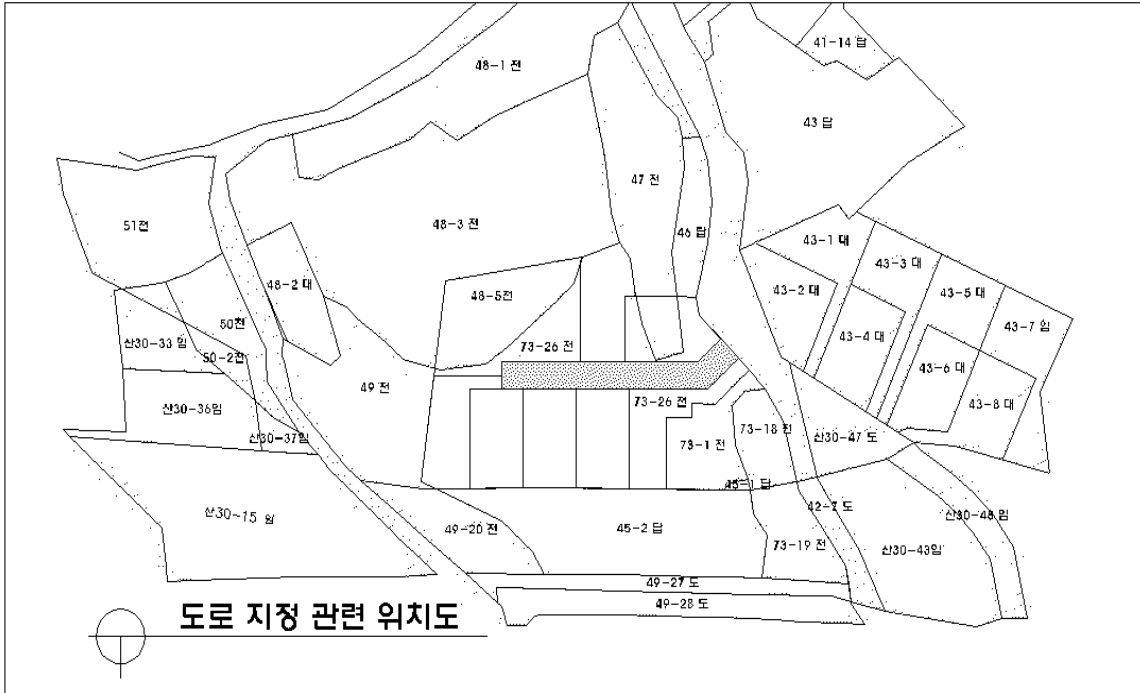 41-14 답
48-1 전
43 답
47 전
51전
48-3 전
46 답
43-1 대
43-3 대
48-2 대
48-5전
43-2 대
43-5 대
50전
43-7 임
산30-33 임
50-2전
73-26 전
43-4 대
43-6 대
49 전
산30-36임
73-26 전
43-8 대
산30-37임
73-1 전
73-18 전
산30-47 도
45-1 답
산30-15 임
49-20 전
45-2 답
42-7 도
산30-48 임
73-19 전
산30-43임
49-27 도
49-28 도
도로 지정 관련 위치도